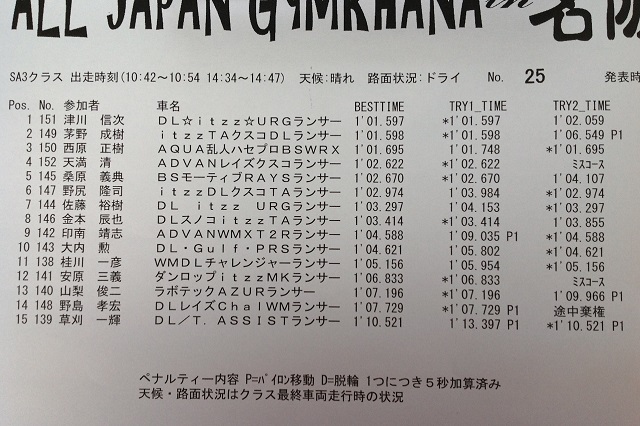 ALL JAPAN GYMKHANA in 名阪
SA3クラス 出走時刻(10:42～10:54 14:34～14:47) 天候:晴れ 路面状況:ドライ No. 25 発表時
Pos. No. 参加者 車名 BESTTIME TRY1_TIME TRY2_TIME
1 151 津川 信次 DL☆itzz☆URGランサー 1'01.597 *1'01.597 1'02.059
2 149 茅野 成樹 itzzTAクスコDLランサー 1'01.598 *1'01.598 1'06.549 P1
3 150 西原 正樹 AQUA乱人ハセプロBSWRX 1'01.695 1'01.748 *1'01.695
4 152 天満 清 ADVANレイズクスコランサー 1'02.622 *1'02.622 ミスコース
5 145 桑原 義典 BSモーティブRAYSランサー 1'02.670 *1'02.670 1'04.107
6 147 野尻 隆司 itzzDLクスコTAランサー 1'02.974 1'03.984 *1'02.974
7 144 佐藤 裕樹 DL itzz URGランサー 1'03.297 1'04.153 *1'03.297
8 146 金本 辰也 DLスノコitzzTAランサー 1'03.414 *1'03.414 1'03.855
9 142 印南 靖志 ADVANWMXT2Rランサー 1'04.588 1'09.035 P1 *1'04.588
10 143 大内 勲 DL・Gulf・PRSランサー 1'04.621 1'05.802 *1'04.621
11 138 桂川 一彦 WMDLチャレンジャーランサー 1'05.156 1'05.954 *1'05.156
12 141 安原 三義 ダンロップitzzMKランサー 1'06.833 *1'06.833 ミスコース
13 140 山梨 俊二 ラボテックAZURランサー 1'07.196 *1'07.196 1'09.966 P1
14 148 野島 孝宏 DLレイズChalWMランサー 1'07.729 *1'07.729 P1 途中棄権
15 139 草刈 一輝 DL/T.ASSISTランサー 1'10.521 1'13.397 P1 *1'10.521 P1
ペナルティー内容 P=ﾊﾟｲﾛﾝ移動 D=脱輪 1つにつき5秒加算済み
天候・路面状況はクラス最終車両走行時の状況